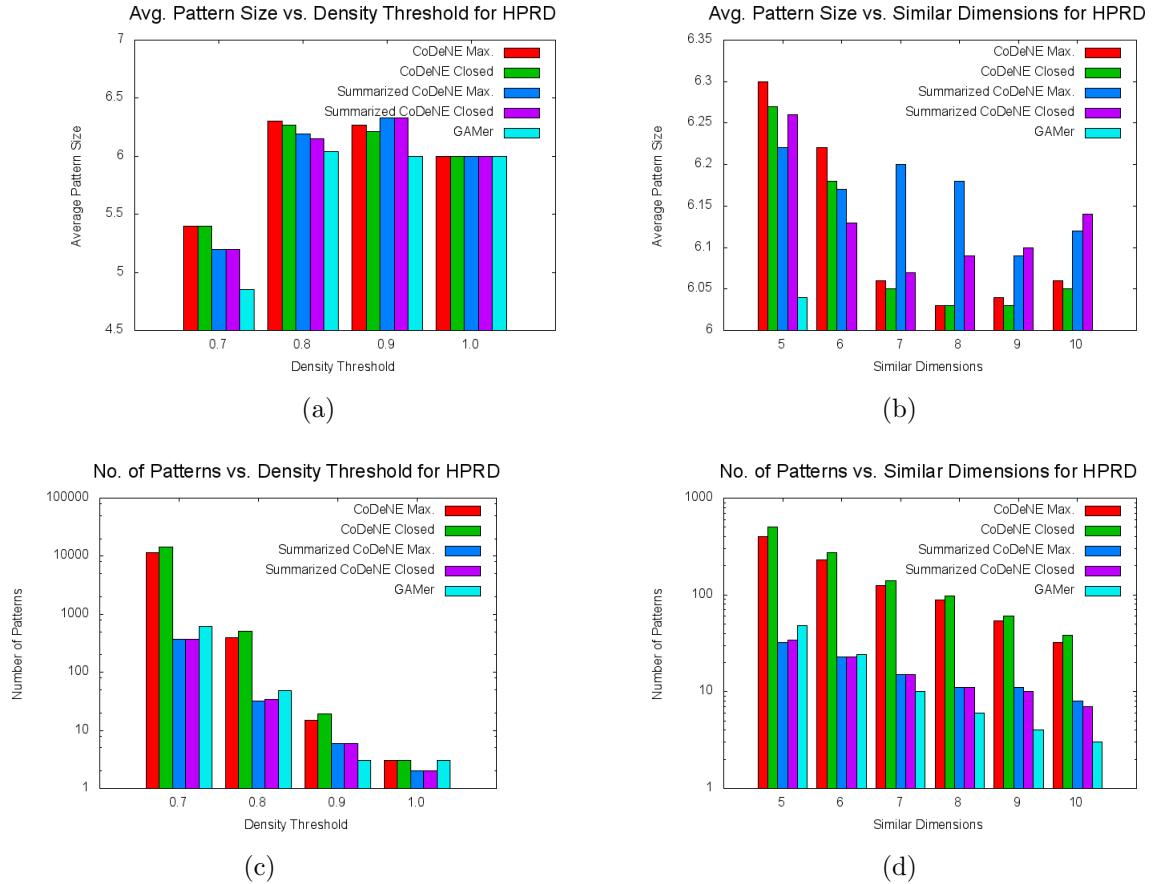 Avg. Pattern Size vs. Density Threshold for HPRD
7
6.5
6
5.5
5
4.5
Average Pattern Size
CoDeNE Max.
CoDeNE Closed
Summarized CoDeNE Max.
Summarized CoDeNE Closed
GAMer
0.7 0.8 0.9 1.0
Density Threshold
(a)
Avg. Pattern Size vs. Similar Dimensions for HPRD
6.35
6.3
6.25
6.2
6.15
6.1
6.05
6
Average Pattern Size
CoDeNE Max.
CoDeNE Closed
Summarized CoDeNE Max.
Summarized CoDeNE Closed
GAMer
5 6 7 8 9 10
Similar Dimensions
(b)
No. of Patterns vs. Density Threshold for HPRD
100000
10000
1000
100
10
1
Number of Patterns
CoDeNE Max.
CoDeNE Closed
Summarized CoDeNE Max.
Summarized CoDeNE Closed
GAMer
0.7 0.8 0.9 1.0
Density Threshold
(c)
No. of Patterns vs. Similar Dimensions for HPRD
1000
100
10
1
Number of Patterns
CoDeNE Max.
CoDeNE Closed
Summarized CoDeNE Max.
Summarized CoDeNE Closed
GAMer
5 6 7 8 9 10
Similar Dimensions
(d)